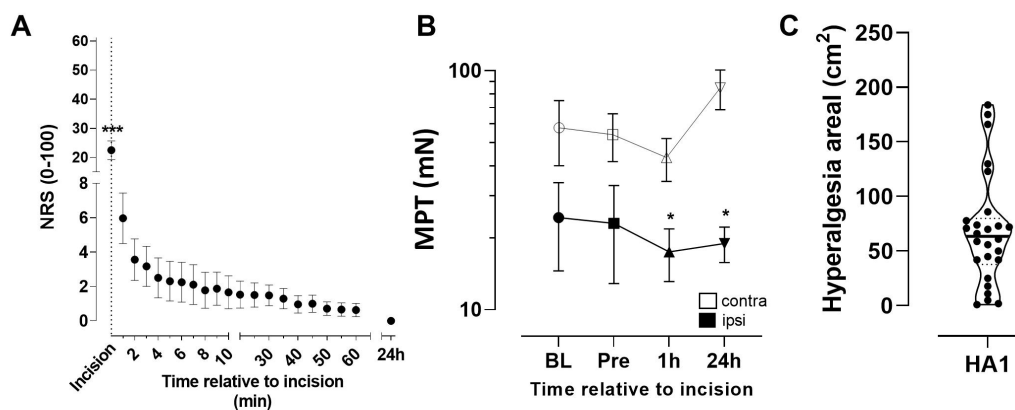 A
NRS (0-100)
60
50
40
30
20
8
6
4
2
0
***
Incision
2
4
6
8
10
30
40
50
60
24h
Time relative to incision
(min)
B
MPT (mN)
100
10
*
*
contra
ipsi
BL
Pre
1h
24h
Time relative to incision
C
Hyperalgesia areal (cm²)
250
200
150
100
50
0
HA1